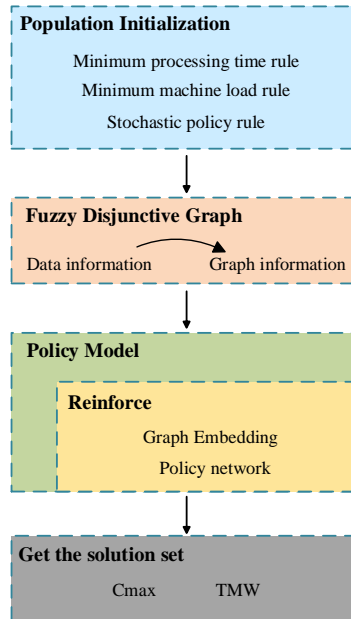 Population Initialization
Minimum processing time rule
Minimum machine load rule
Stochastic policy rule
Fuzzy Disjunctive Graph
Data information Graph information
Policy Model
Reinforce
Graph Embedding
Policy network
Get the solution set
Cmax TMW